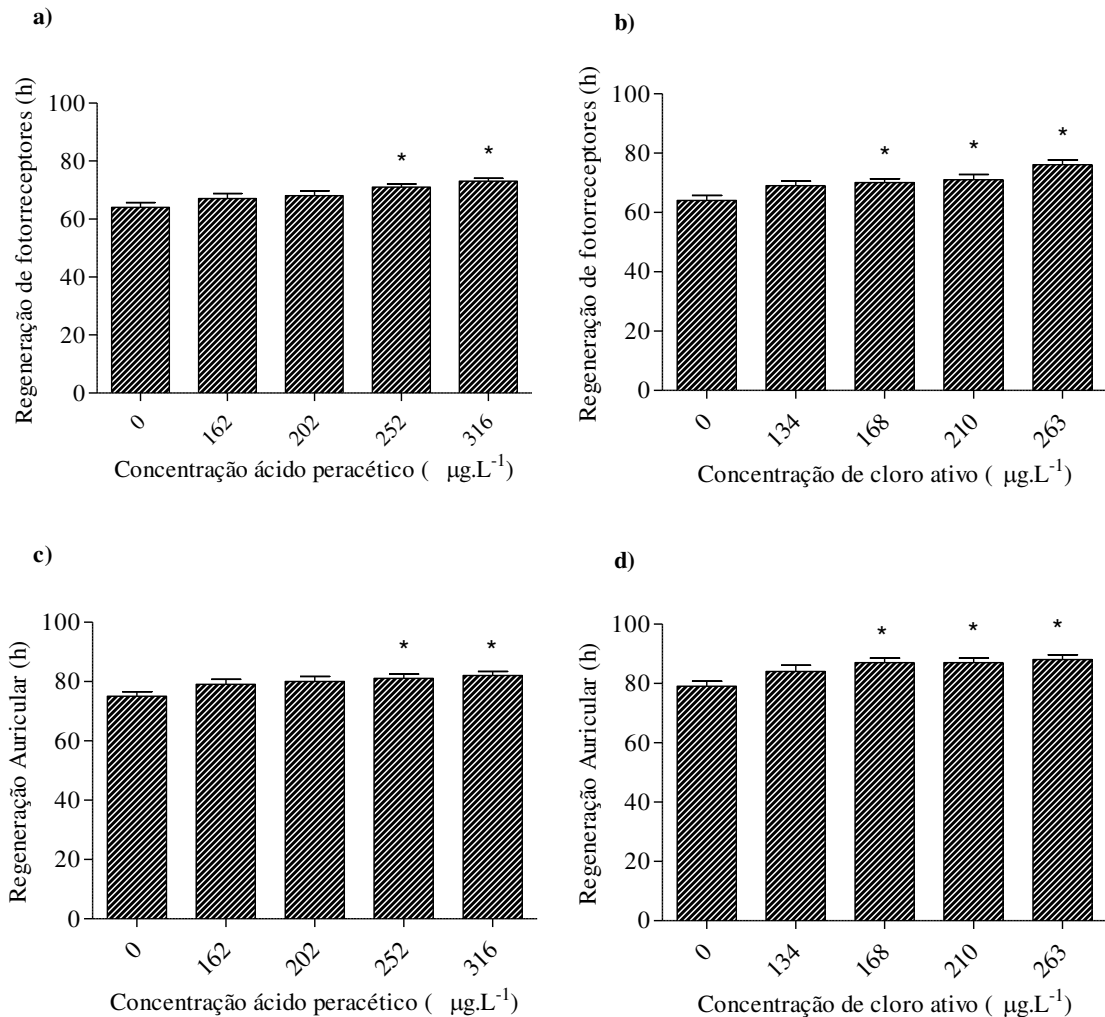 a)
Regeneração de fotorreceptores (h)
100
80
60
40
20
0
* *
0 162 202 252 316
Concentração ácido peracético ( µg.L⁻¹)
b)
Regeneração de fotorreceptores (h)
100
80
60
40
20
0
* * *
0 134 168 210 263
Concentração de cloro ativo ( µg.L⁻¹)
c)
Regeneração Auricular (h)
100
80
60
40
20
0
* *
0 162 202 252 316
Concentração ácido peracético ( µg.L⁻¹)
d)
Regeneração Auricular (h)
100
80
60
40
20
0
* * *
0 134 168 210 263
Concentração de cloro ativo ( µg.L⁻¹)